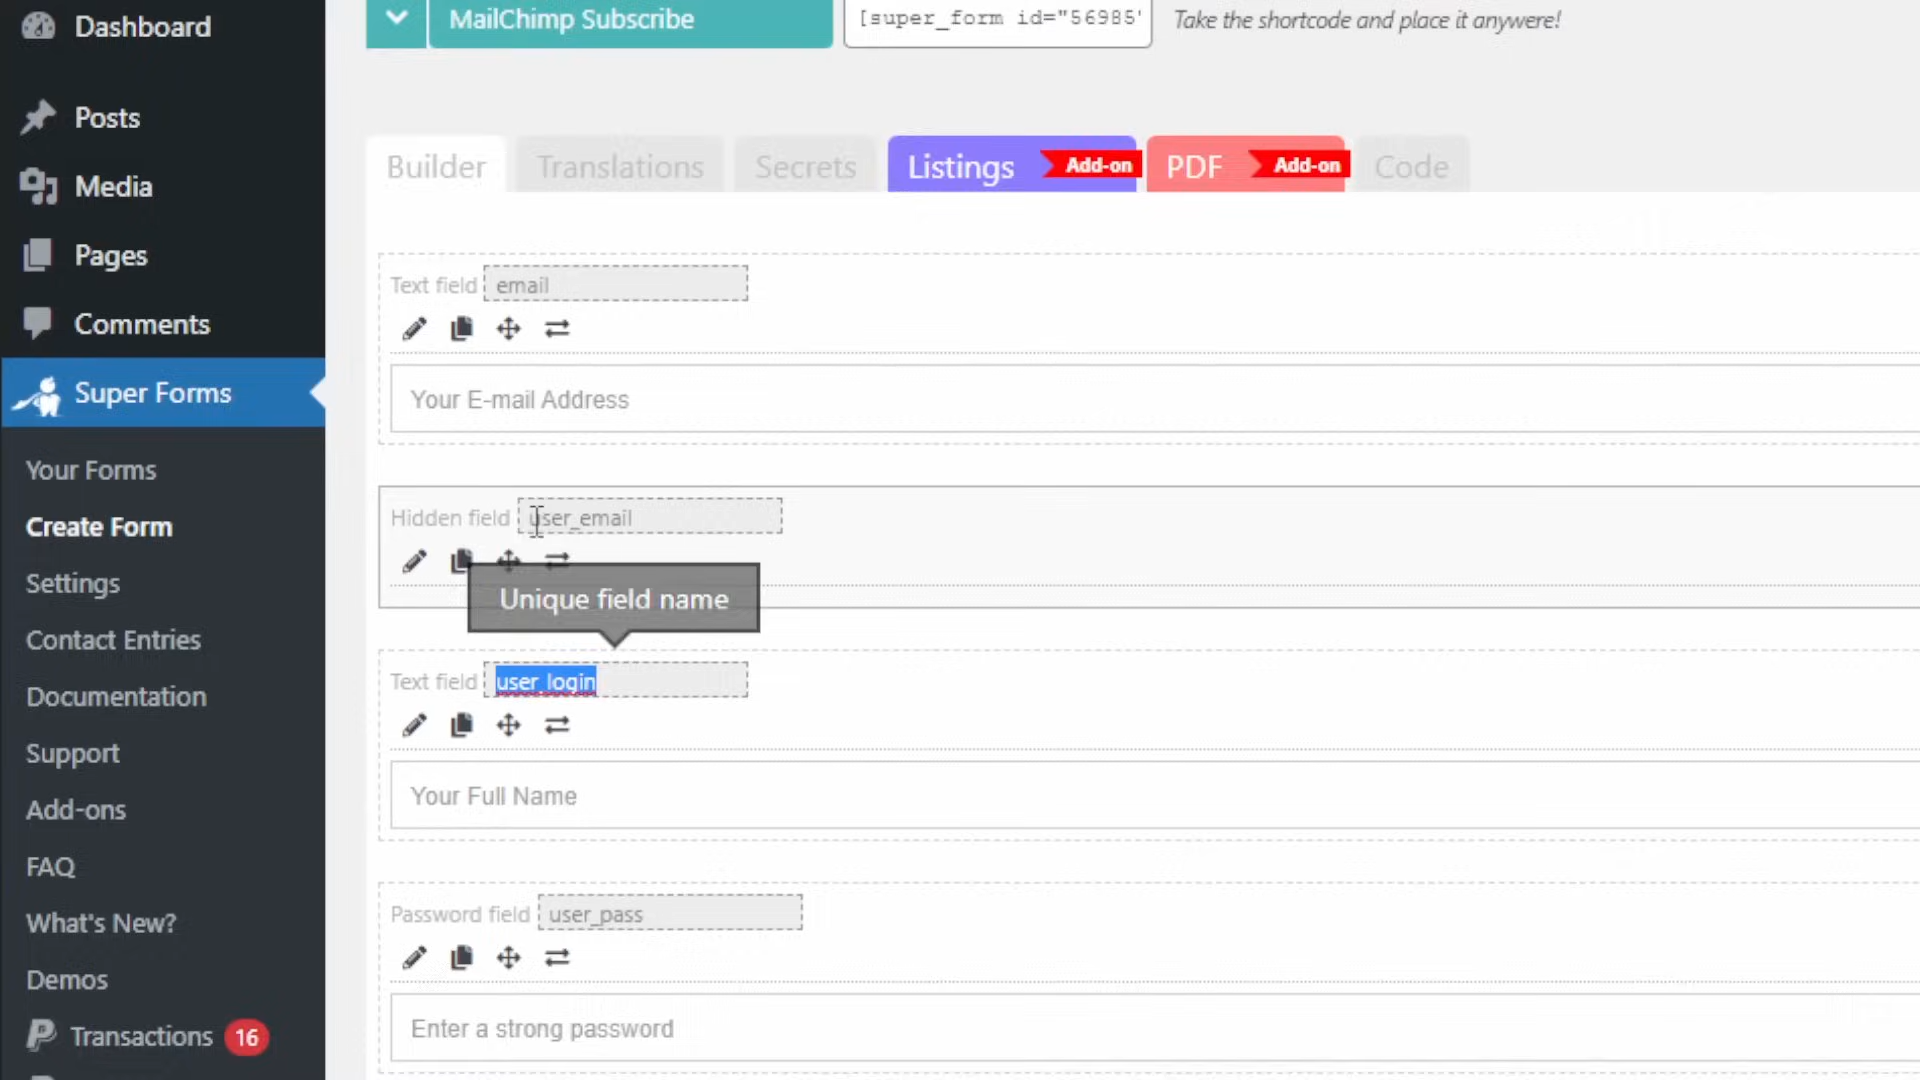 Dashboard
Posts
Media
Pages
Comments
Super Forms
Your Forms
Create Form
Settings
Contact Entries
Documentation
Support
Add-ons
FAQ
What's New?
Demos
Transactions 16
MailChimp Subscribe
[super_form id="56985'
Take the shortcode and place it anywere!
Builder
Translations
Secrets
Listings Add-on
PDF Add-on
Code
Text field email
Your E-mail Address
Hidden field user_email
Unique field name
Text field user_login
Your Full Name
Password field user_pass
Enter a strong password